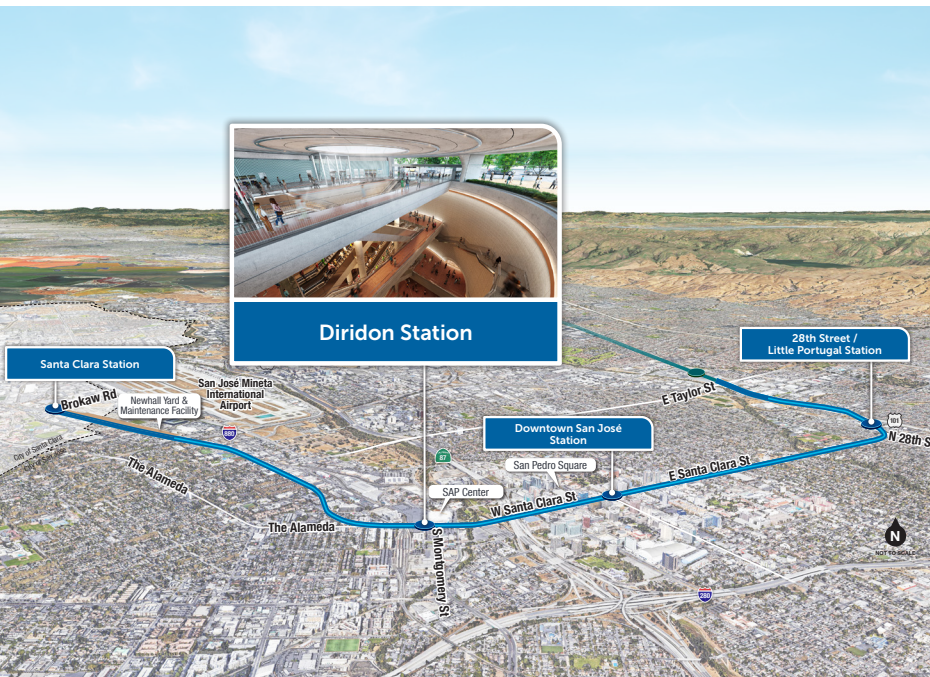 Diridon Station
Santa Clara Station
28th Street /
Little Portugal Station
Brokaw Rd
San José Mineta
International
Airport
Newhall Yard &
Maintenance Facility
880
E Taylor St
101
N 28th S
Downtown San José
Station
87
San Pedro Square
E Santa Clara St
City of Santa Clara
The Alameda
SAP Center
W Santa Clara St
The Alameda
S Montgomery St
N
NOT TO SCALE
280